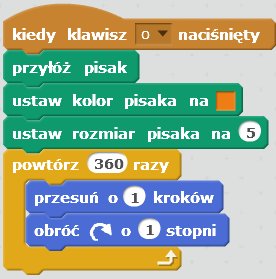 kiedy klawisz o naciśnięty
przyłóż pisak
ustaw kolor pisaka na
ustaw rozmiar pisaka na 5
powtórz 360 razy
przesuń o 1 kroków
obróć o 1 stopni